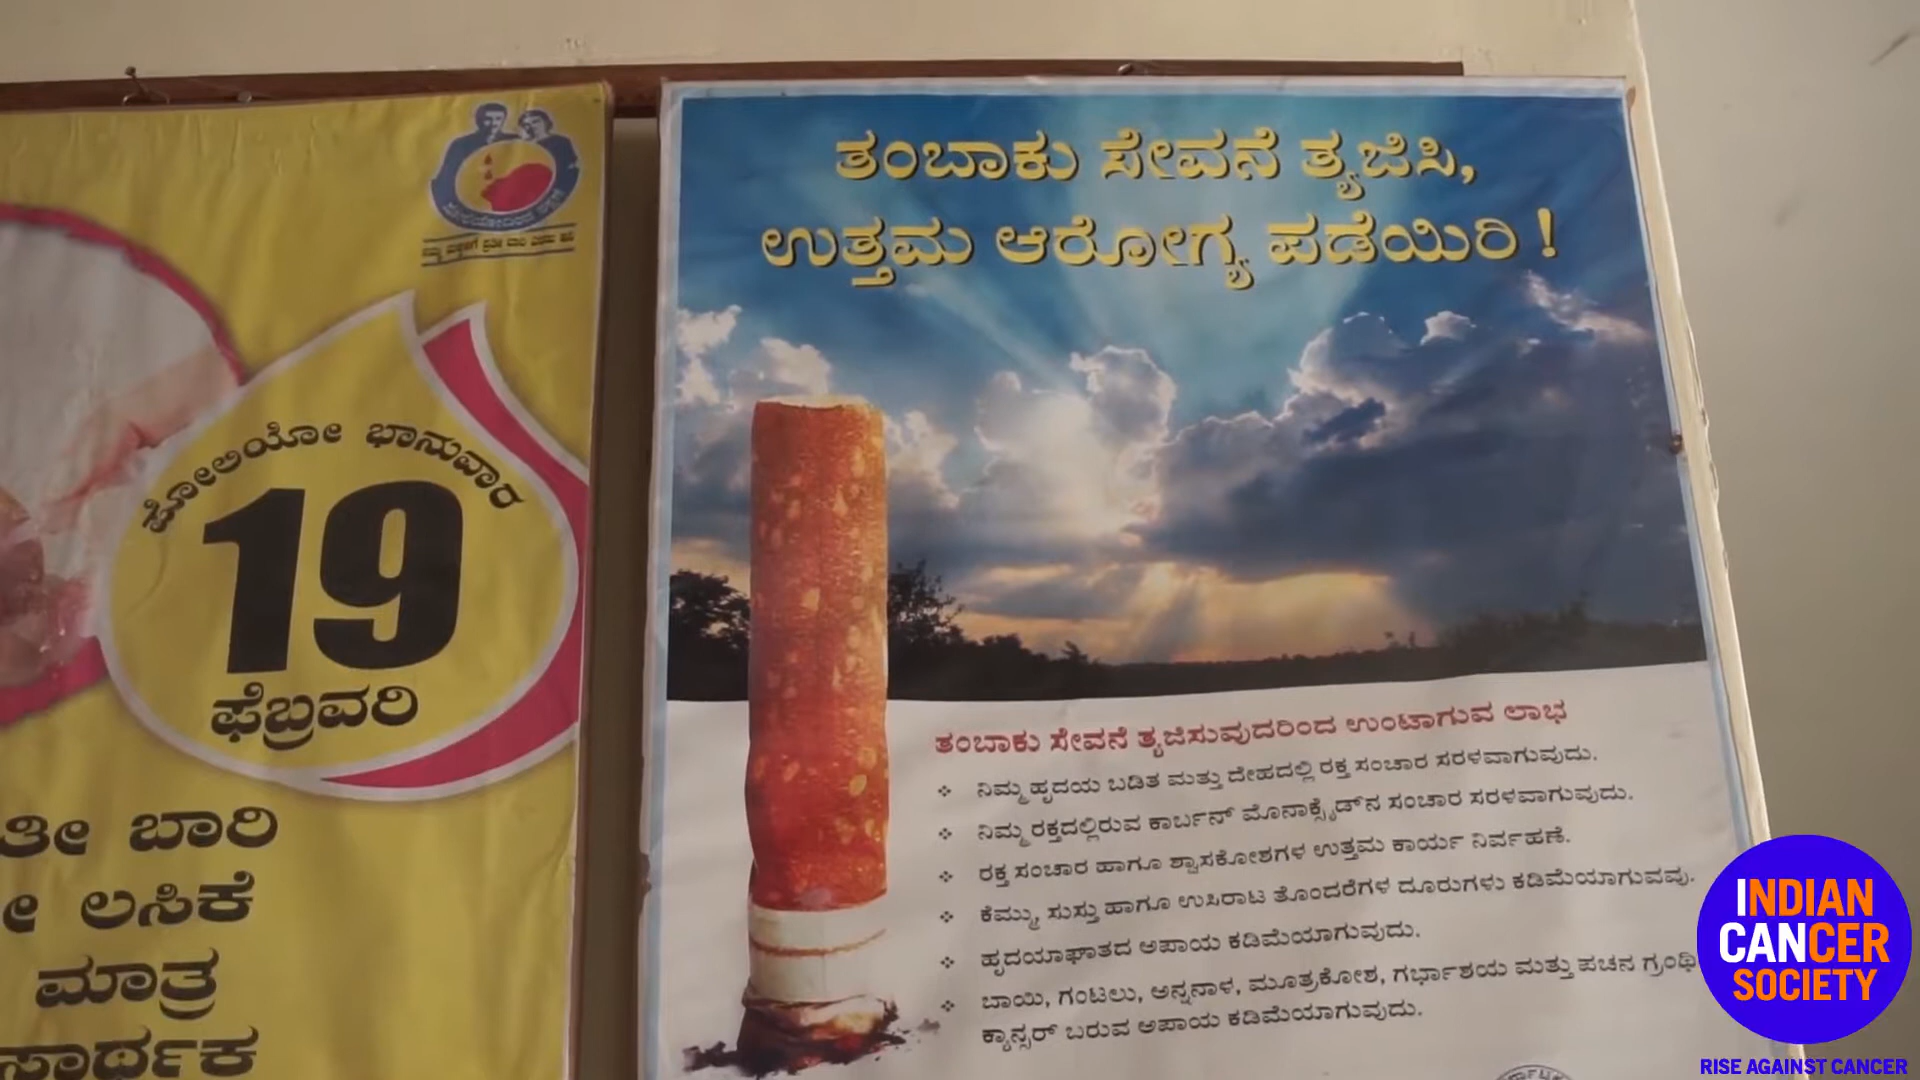 ಪೋಲಿಯೋ ಭಾನುವಾರ
19
ಫೆಬ್ರವರಿ
ತೀ ಬಾರಿ
ಲಸಿಕೆ
ಮಾತ್ರ
ಸಾರ್ಥಕ
ತಂಬಾಕು ಸೇವನೆ ತ್ಯಜಿಸಿ,
ಉತ್ತಮ ಆರೋಗ್ಯ ಪಡೆಯಿರಿ !
ತಂಬಾಕು ಸೇವನೆ ತ್ಯಜಿಸುವುದರಿಂದ ಉಂಟಾಗುವ ಲಾಭ
❖ ನಿಮ್ಮ ಹೃದಯ ಬಡಿತ ಮತ್ತು ದೇಹದಲ್ಲಿ ರಕ್ತ ಸಂಚಾರ ಸರಳವಾಗುವುದು.
❖ ನಿಮ್ಮ ರಕ್ತದಲ್ಲಿರುವ ಕಾರ್ಬನ್ ಮೊನಾಕ್ಸೈಡ್‌ನ ಸಂಚಾರ ಸರಳವಾಗುವುದು.
❖ ರಕ್ತ ಸಂಚಾರ ಹಾಗೂ ಶ್ವಾಸಕೋಶಗಳ ಉತ್ತಮ ಕಾರ್ಯ ನಿರ್ವಹಣೆ.
❖ ಕೆಮ್ಮು, ಸುಸ್ತು ಹಾಗೂ ಉಸಿರಾಟ ತೊಂದರೆಗಳ ದೂರುಗಳು ಕಡಿಮೆಯಾಗುವವು.
❖ ಹೃದಯಾಘಾತದ ಅಪಾಯ ಕಡಿಮೆಯಾಗುವುದು.
❖ ಬಾಯಿ, ಗಂಟಲು, ಅನ್ನನಾಳ, ಮೂತ್ರಕೋಶ, ಗರ್ಭಾಶಯ ಮತ್ತು ಪಚನ ಗ್ರಂಥಿ
ಕ್ಯಾನ್ಸರ್ ಬರುವ ಅಪಾಯ ಕಡಿಮೆಯಾಗುವುದು.
INDIAN
CANCER
SOCIETY
RISE AGAINST CANCER